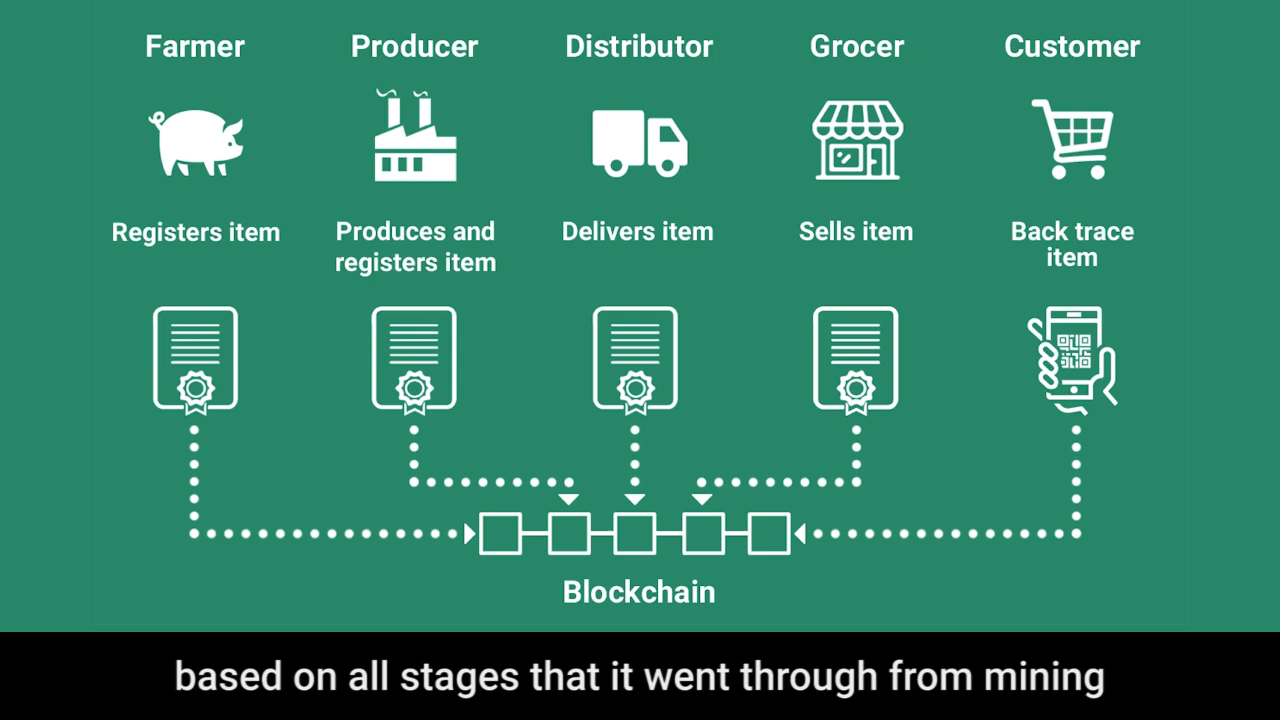 Farmer
Producer
Distributor
Grocer
Customer
Registers item
Produces and
registers item
Delivers item
Sells item
Back trace
item
Blockchain
based on all stages that it went through from mining